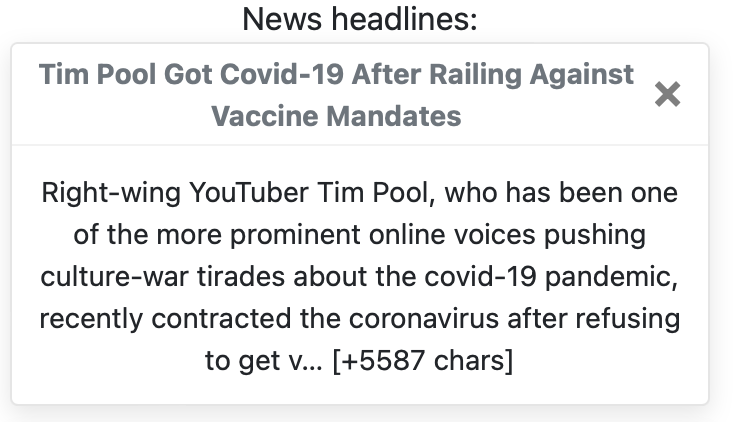 News headlines:
Tim Pool Got Covid-19 After Railing Against
Vaccine Mandates
Right-wing YouTuber Tim Pool, who has been one
of the more prominent online voices pushing
culture-war tirades about the covid-19 pandemic,
recently contracted the coronavirus after refusing
to get v... [+5587 chars]